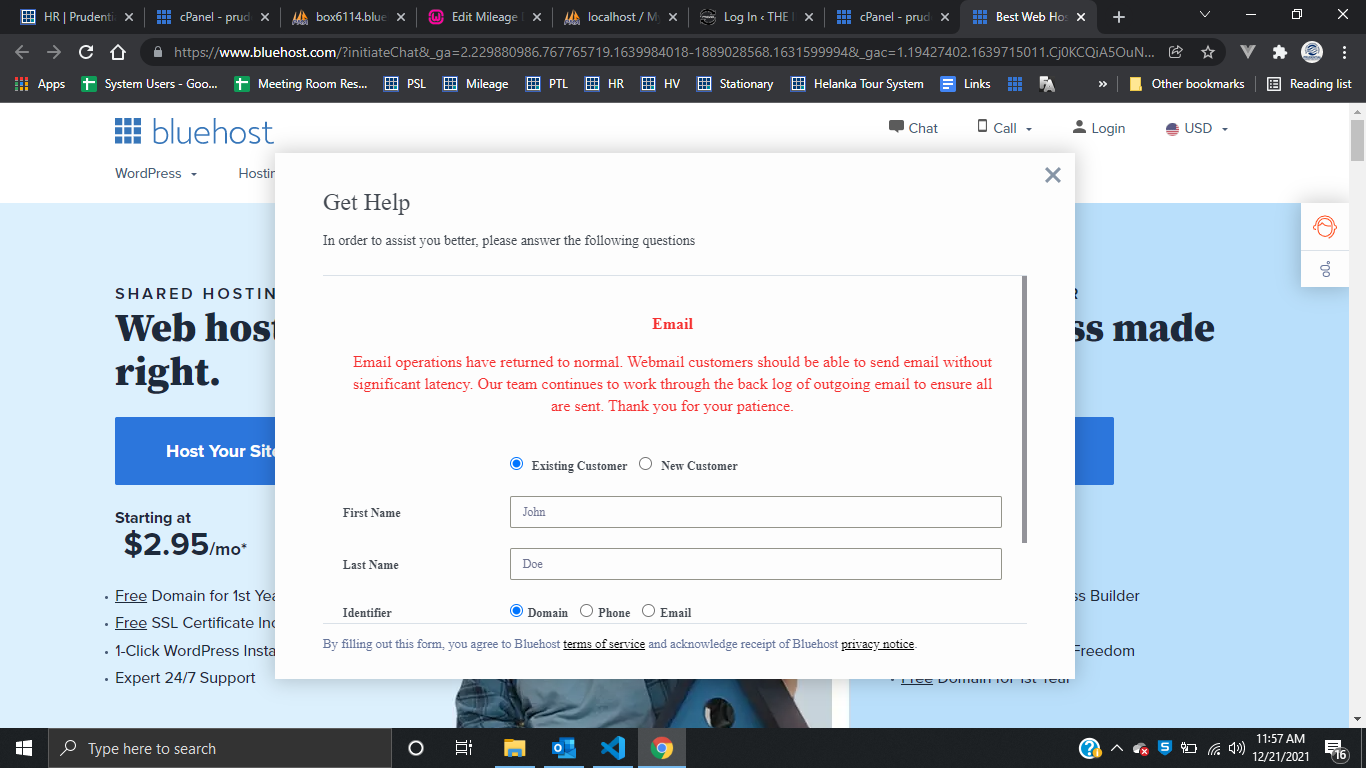 HR | Prudenti
cPanel - prud
box6114.blue
Edit Mileage
localhost / M
Log In ‹ THE
cPanel - prud
Best Web Ho
https://www.bluehost.com/?initiateChat&_ga=2.229880986.767765719.1639984018-1889028568.1631599994&_gac=1.19427402.1639715011.Cj0KCQiA5OuN...
Apps
System Users - Goo...
Meeting Room Res...
PSL
Mileage
PTL
HR
HV
Stationary
Helanka Tour System
Links
»
Other bookmarks
Reading list
bluehost
Chat
Call
Login
USD
WordPress
Hostin
Get Help
In order to assist you better, please answer the following questions
SHARED HOSTIN
Web host
right.
R
ss made
Email
Email operations have returned to normal. Webmail customers should be able to send email without
significant latency. Our team continues to work through the back log of outgoing email to ensure all
are sent. Thank you for your patience.
Host Your Site
Existing Customer New Customer
Starting at
$2.95/mo*
First Name John
Last Name Doe
Identifier Domain Phone Email
By filling out this form, you agree to Bluehost terms of service and acknowledge receipt of Bluehost privacy notice.
Free Domain for 1st Yea
Free SSL Certificate Inc
1-Click WordPress Insta
Expert 24/7 Support
ss Builder
Freedom
Free Domain for 1st Year
Type here to search
11:57 AM
12/21/2021
16